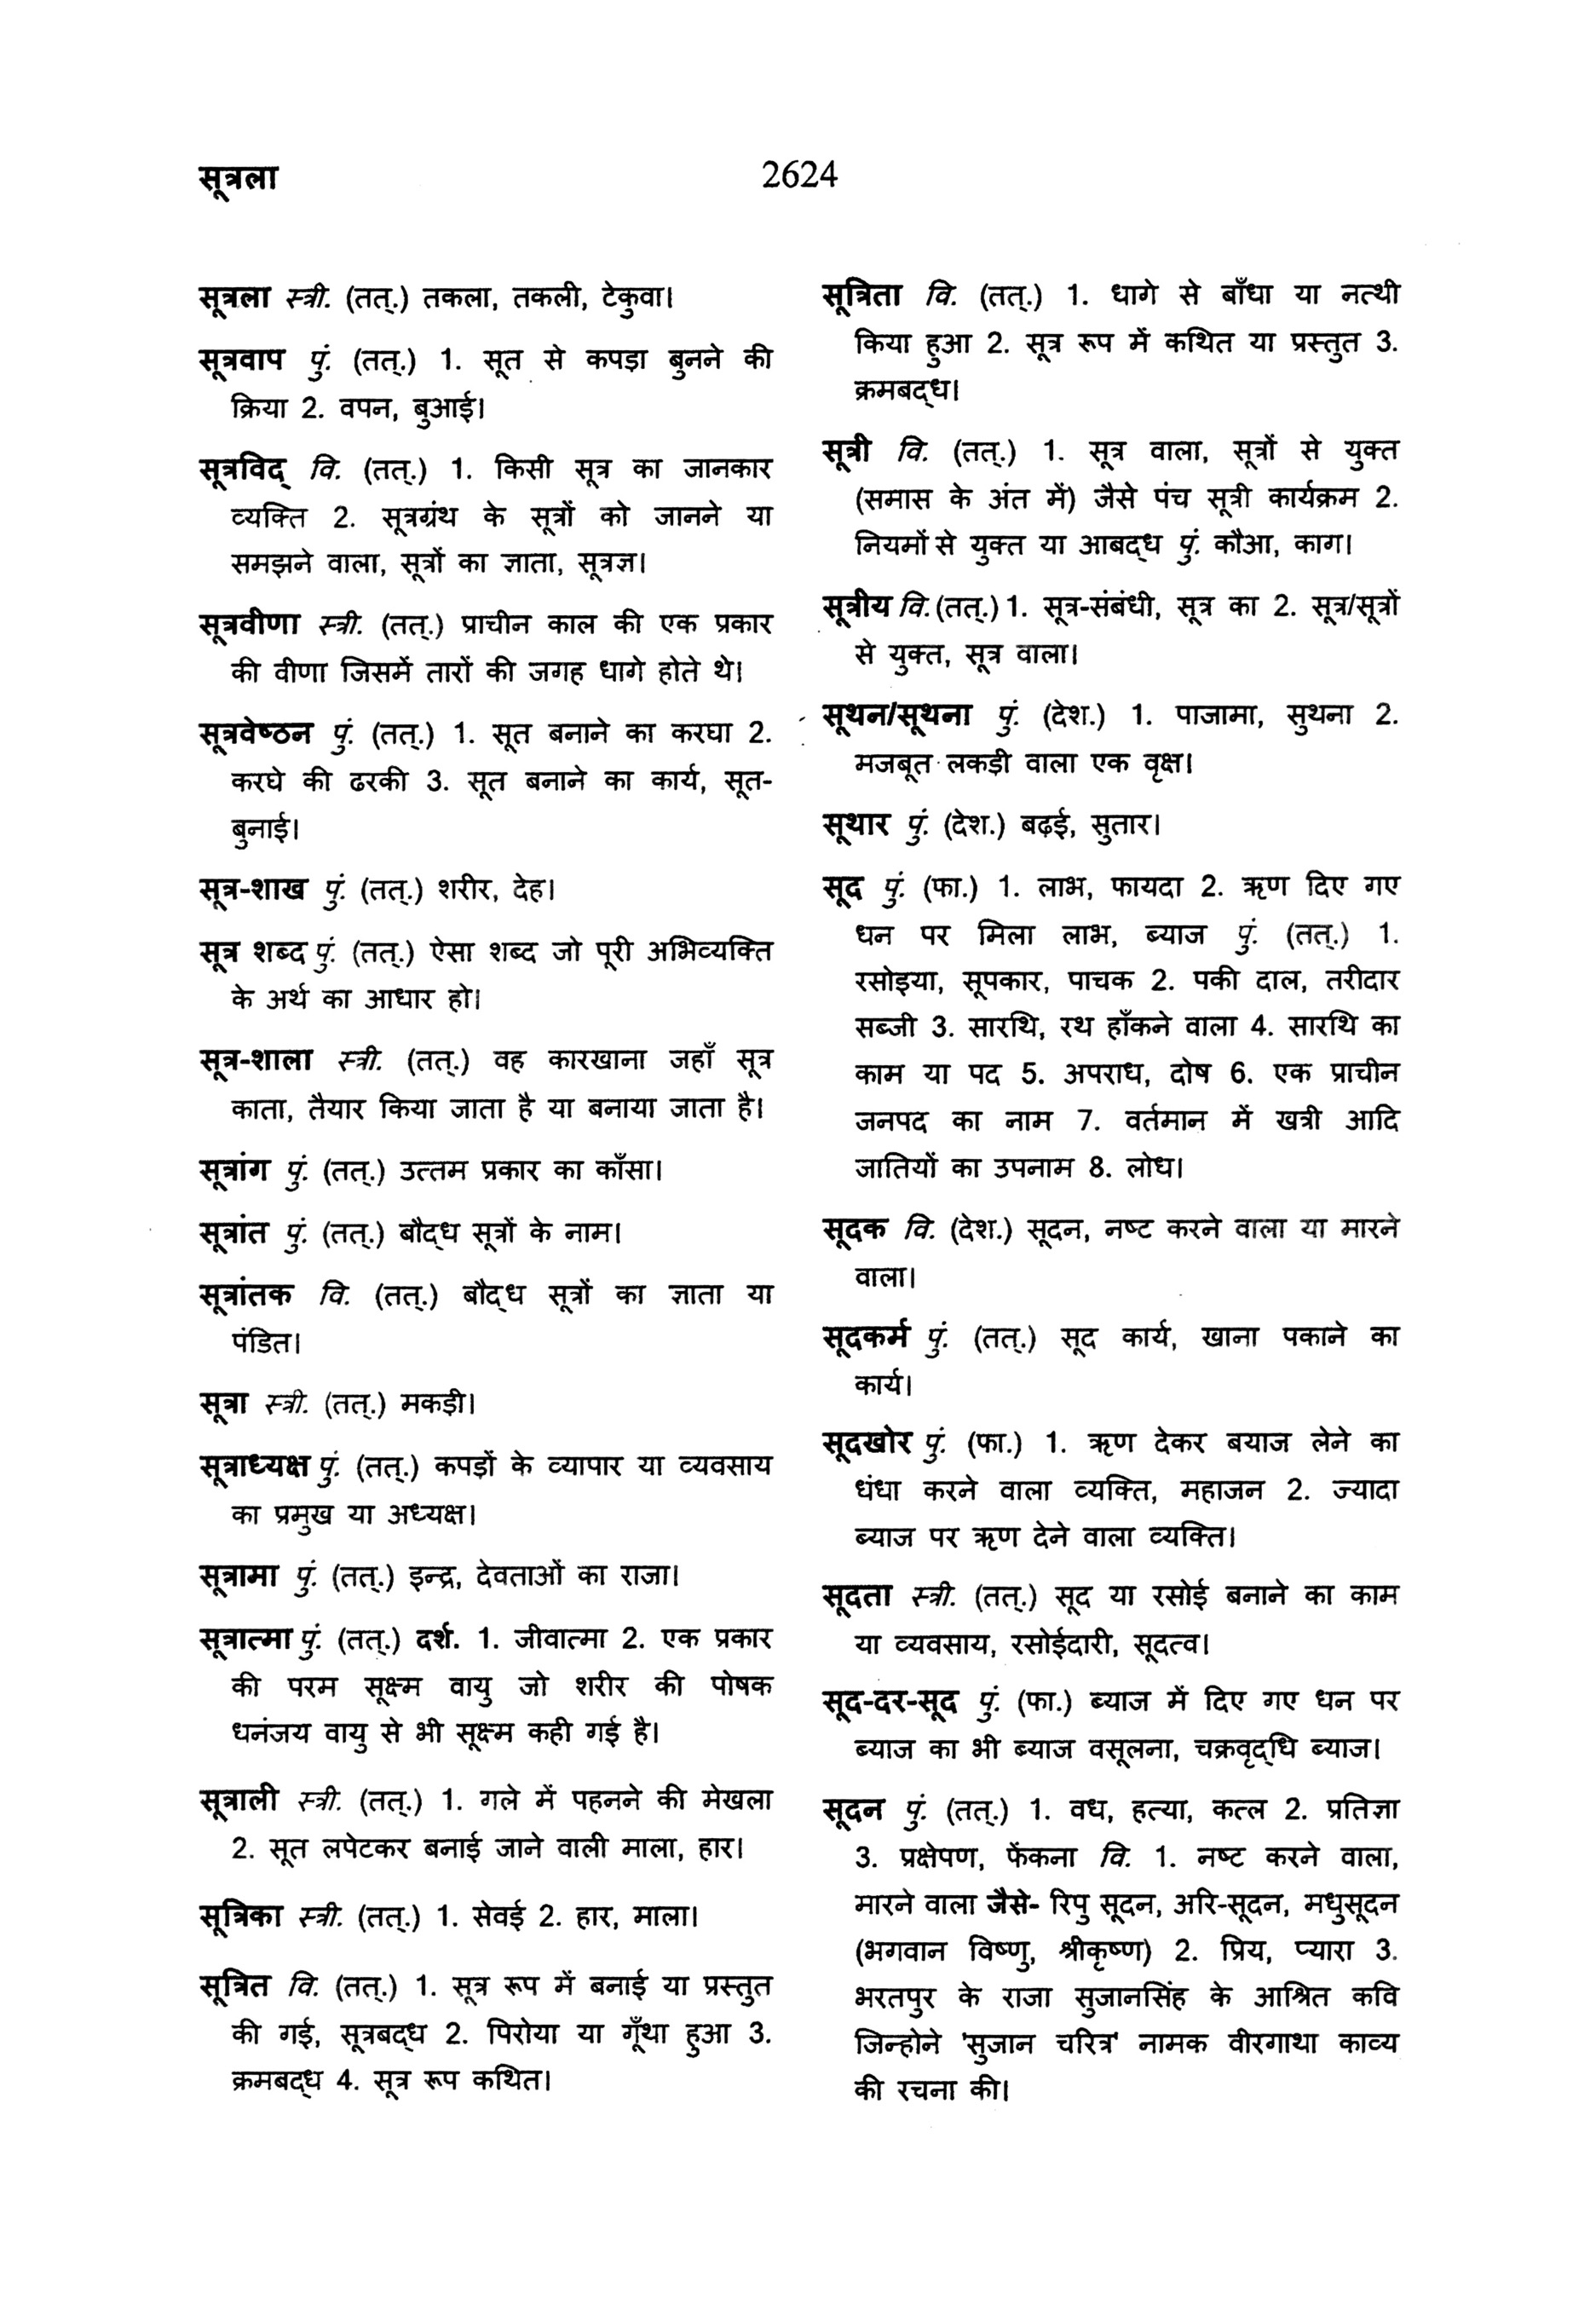 सूत्रला
2624
सूत्रला स्त्री. (तत्.) तकला, तकली, टेकुवा।
सूत्रवाप पुं. (तत्.) 1. सूत से कपड़ा बुनने की
क्रिया 2. वपन, बुआई।
सूत्रविद् वि. (तत्.) 1. किसी सूत्र का जानकार
व्यक्ति 2. सूत्रग्रंथ के सूत्रों को जानने या
समझने वाला, सूत्रों का ज्ञाता, सूत्रज्ञ।
सूत्रवीणा स्त्री. (तत्.) प्राचीन काल की एक प्रकार
की वीणा जिसमें तारों की जगह धागे होते थे।
सूत्रवेष्ठन पुं. (तत्.) 1. सूत बनाने का करघा 2.
करघे की ढरकी 3. सूत बनाने का कार्य, सूत-
बुनाई।
सूत्र-शाख पुं. (तत्.) शरीर, देह।
सूत्र शब्द पुं. (तत्.) ऐसा शब्द जो पूरी अभिव्यक्ति
के अर्थ का आधार हो।
सूत्र-शाला स्त्री. (तत्.) वह कारखाना जहाँ सूत्र
काता, तैयार किया जाता है या बनाया जाता है।
सूत्रांग पुं. (तत्.) उत्तम प्रकार का काँसा।
सूत्रांत पुं. (तत्.) बौद्ध सूत्रों के नाम।
सूत्रांतक वि. (तत्.) बौद्ध सूत्रों का ज्ञाता या
पंडित।
सूत्रा स्त्री. (तत्.) मकड़ी।
सूत्राध्यक्ष पुं. (तत्.) कपड़ों के व्यापार या व्यवसाय
का प्रमुख या अध्यक्ष।
सूत्रामा पुं. (तत्.) इन्द्र, देवताओं का राजा।
सूत्रात्मा पुं. (तत्.) दर्श. 1. जीवात्मा 2. एक प्रकार
की परम सूक्ष्म वायु जो शरीर की पोषक
धनंजय वायु से भी सूक्ष्म कही गई है।
सूत्राली स्त्री. (तत्.) 1. गले में पहनने की मेखला
2. सूत लपेटकर बनाई जाने वाली माला, हार।
सूत्रिका स्त्री. (तत्.) 1. सेवई 2. हार, माला।
सूत्रित वि. (तत्.) 1. सूत्र रूप में बनाई या प्रस्तुत
की गई, सूत्रबद्ध 2. पिरोया या गूँथा हुआ 3.
क्रमबद्ध 4. सूत्र रूप कथित।
सूत्रिता वि. (तत्.) 1. धागे से बाँधा या नत्थी
किया हुआ 2. सूत्र रूप में कथित या प्रस्तुत 3.
क्रमबद्ध।
सूत्री वि. (तत्.) 1. सूत्र वाला, सूत्रों से युक्त
(समास के अंत में) जैसे पंच सूत्री कार्यक्रम 2.
नियमों से युक्त या आबद्ध पुं. कौआ, काग।
सूत्रीय वि. (तत्.) 1. सूत्र-संबंधी, सूत्र का 2. सूत्र/सूत्रों
से युक्त, सूत्र वाला।
सूथन/सूथना पुं. (देश.) 1. पाजामा, सुथना 2.
मजबूत लकड़ी वाला एक वृक्ष।
सूथार पुं. (देश.) बढ़ई, सुतार।
सूद पुं. (फा.) 1. लाभ, फायदा 2. ऋण दिए गए
धन पर मिला लाभ, ब्याज पुं. (तत्.) 1.
रसोइया, सूपकार, पाचक 2. पकी दाल, तरीदार
सब्जी 3. सारथि, रथ हाँकने वाला 4. सारथि का
काम या पद 5. अपराध, दोष 6. एक प्राचीन
जनपद का नाम 7. वर्तमान में खत्री आदि
जातियों का उपनाम 8. लोध।
सूदक वि. (देश.) सूदन, नष्ट करने वाला या मारने
वाला।
सूदकर्म पुं. (तत्.) सूद कार्य, खाना पकाने का
कार्य।
सूदखोर पुं. (फा.) 1. ऋण देकर बयाज लेने का
धंधा करने वाला व्यक्ति, महाजन 2. ज्यादा
ब्याज पर ऋण देने वाला व्यक्ति।
सूदता स्त्री. (तत्.) सूद या रसोई बनाने का काम
या व्यवसाय, रसोईदारी, सूदत्व।
सूद-दर-सूद पुं. (फा.) ब्याज में दिए गए धन पर
ब्याज का भी ब्याज वसूलना, चक्रवृद्धि ब्याज।
सूदन पुं. (तत्.) 1. वध, हत्या, कत्ल 2. प्रतिज्ञा
3. प्रक्षेपण, फेंकना वि. 1. नष्ट करने वाला,
मारने वाला जैसे- रिपु सूदन, अरि-सूदन, मधुसूदन
(भगवान विष्णु, श्रीकृष्ण) 2. प्रिय, प्यारा 3.
भरतपुर के राजा सुजानसिंह के आश्रित कवि
जिन्होने 'सुजान चरित्र' नामक वीरगाथा काव्य
की रचना की।